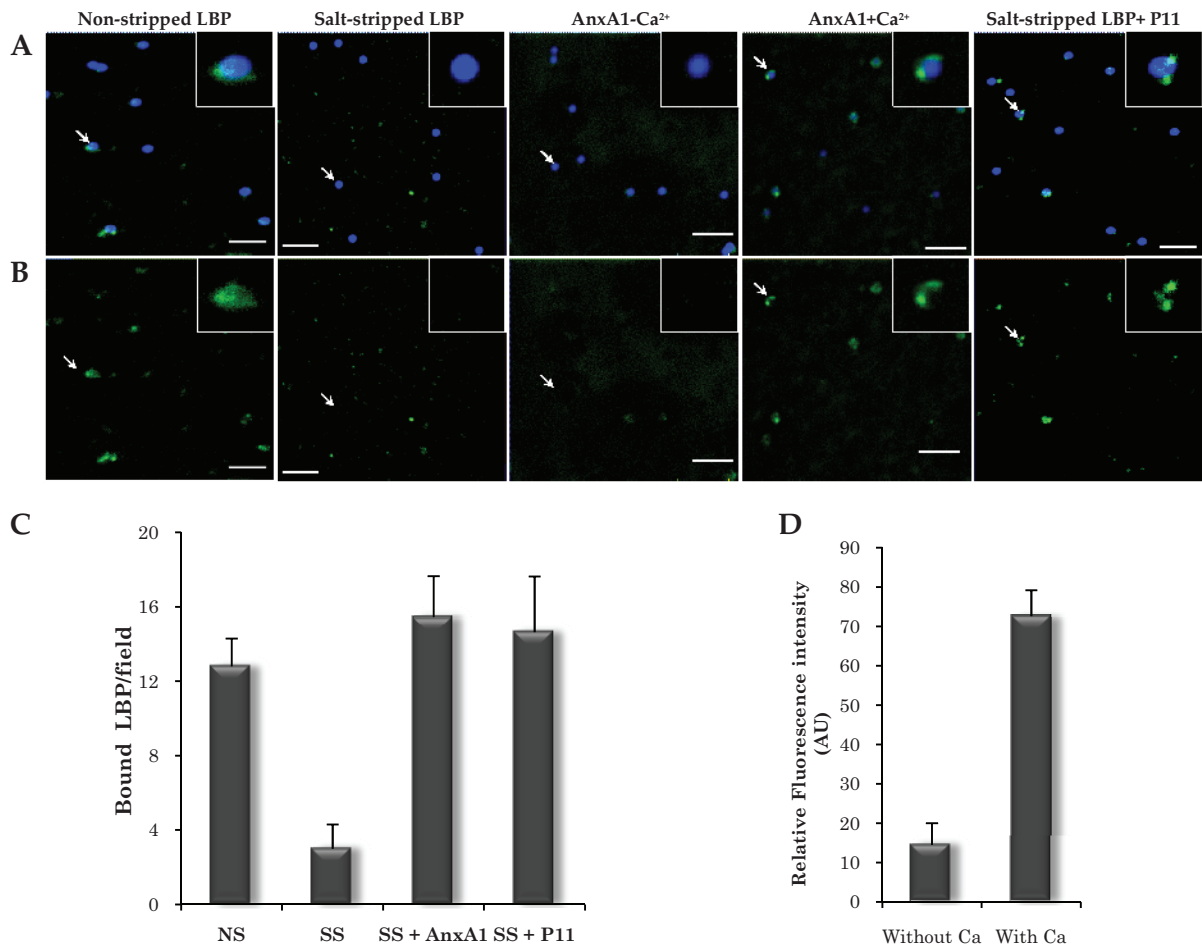 Non-stripped LBP Salt-stripped LBP AnxA1-Ca²⁺ AnxA1+Ca²⁺ Salt-stripped LBP+ P11
A
B
C
Bound LBP/field
20
16
12
8
4
0
NS SS SS + AnxA1 SS + P11
D
Relative Fluorescence intensity
(AU)
90
80
70
60
50
40
30
20
10
0
Without Ca With Ca